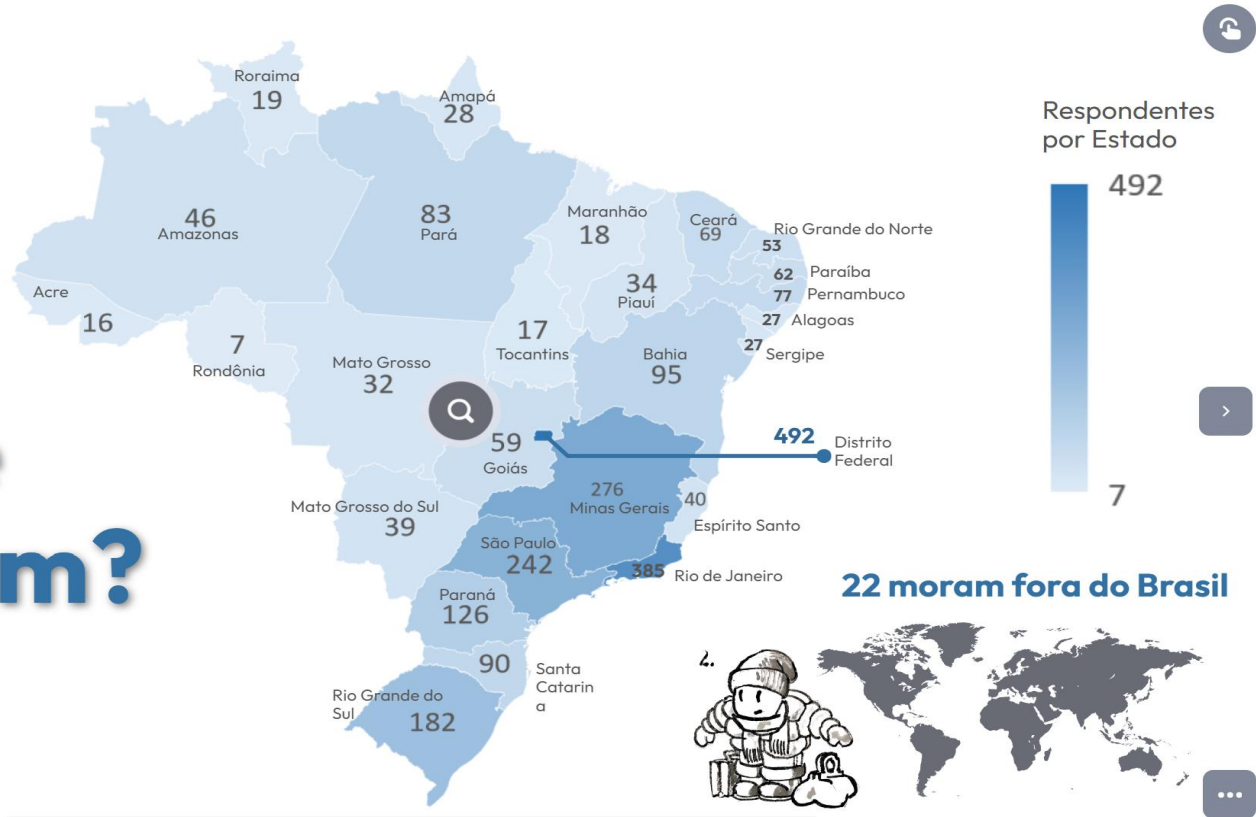 Roraima
19
Amapá
28
Respondentes
por Estado
492
7
46
Amazonas
83
Pará
Maranhão
18
Ceará
69
Rio Grande do Norte
53
34
Piauí
62 Paraíba
77 Pernambuco
27 Alagoas
27 Sergipe
Acre
16
7
Rondônia
Mato Grosso
32
17
Tocantins
Bahia
95
59
Goiás
492 Distrito
Federal
276
Minas Gerais
40
Espírito Santo
Mato Grosso do Sul
39
São Paulo
242
385 Rio de Janeiro
m?
22 moram fora do Brasil
Paraná
126
90 Santa
Catarin
a
Rio Grande do
Sul
182
2.